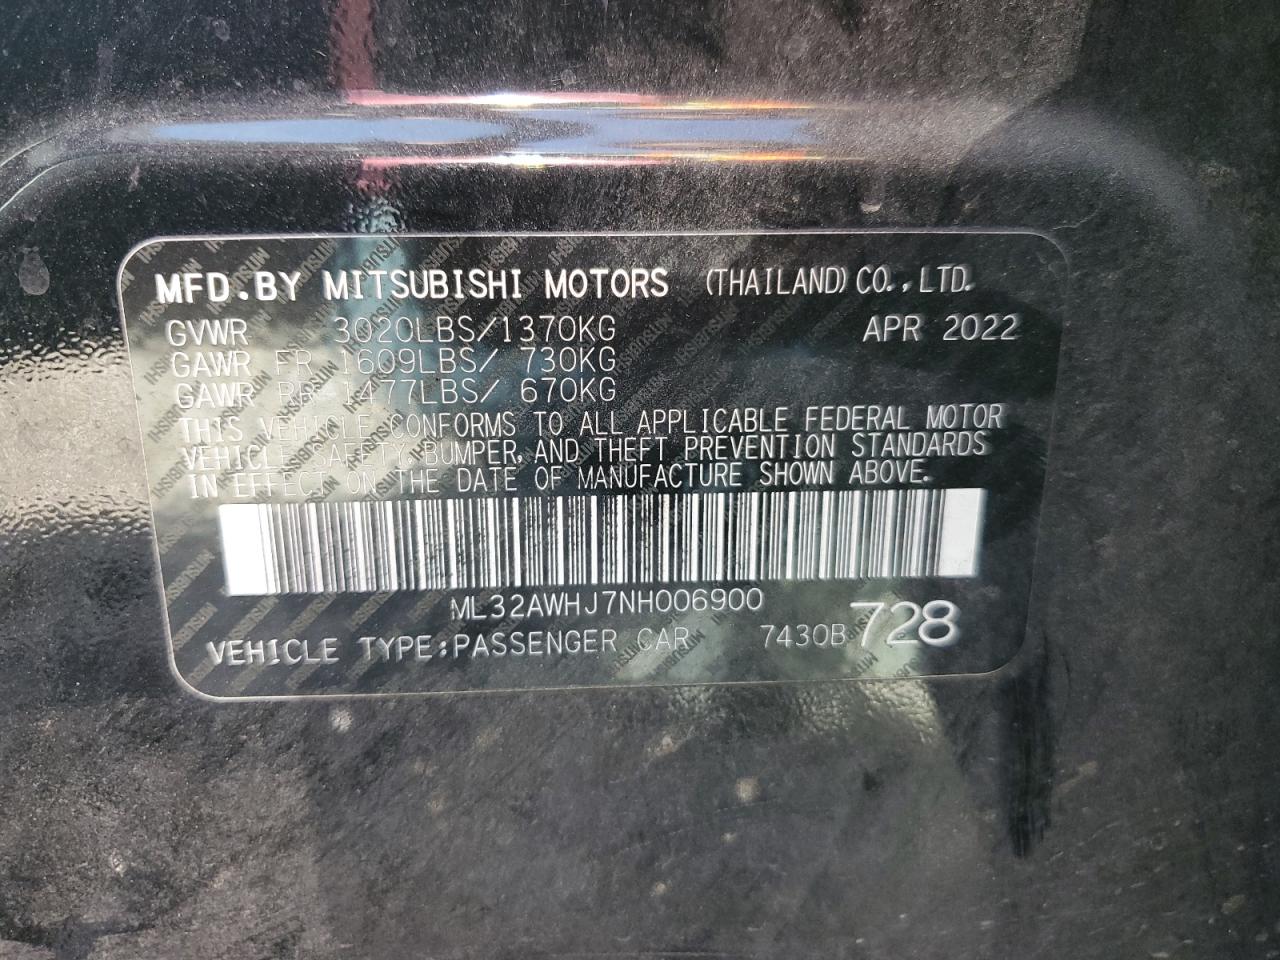 MFD.BY MITSUBISHI MOTORS (THAILAND) CO.,LTD.
GVWR 3020LBS/1370KG APR 2022
GAWR FR 1609LBS/ 730KG
GAWR RR 1477LBS/ 670KG
THIS VEHICLE CONFORMS TO ALL APPLICABLE FEDERAL MOTOR
VEHICLE SAFETY, BUMPER, AND THEFT PREVENTION STANDARDS
IN EFFECT ON THE DATE OF MANUFACTURE SHOWN ABOVE.
ML32AWHJ7NH006900
VEHICLE TYPE:PASSENGER CAR 7430B 728